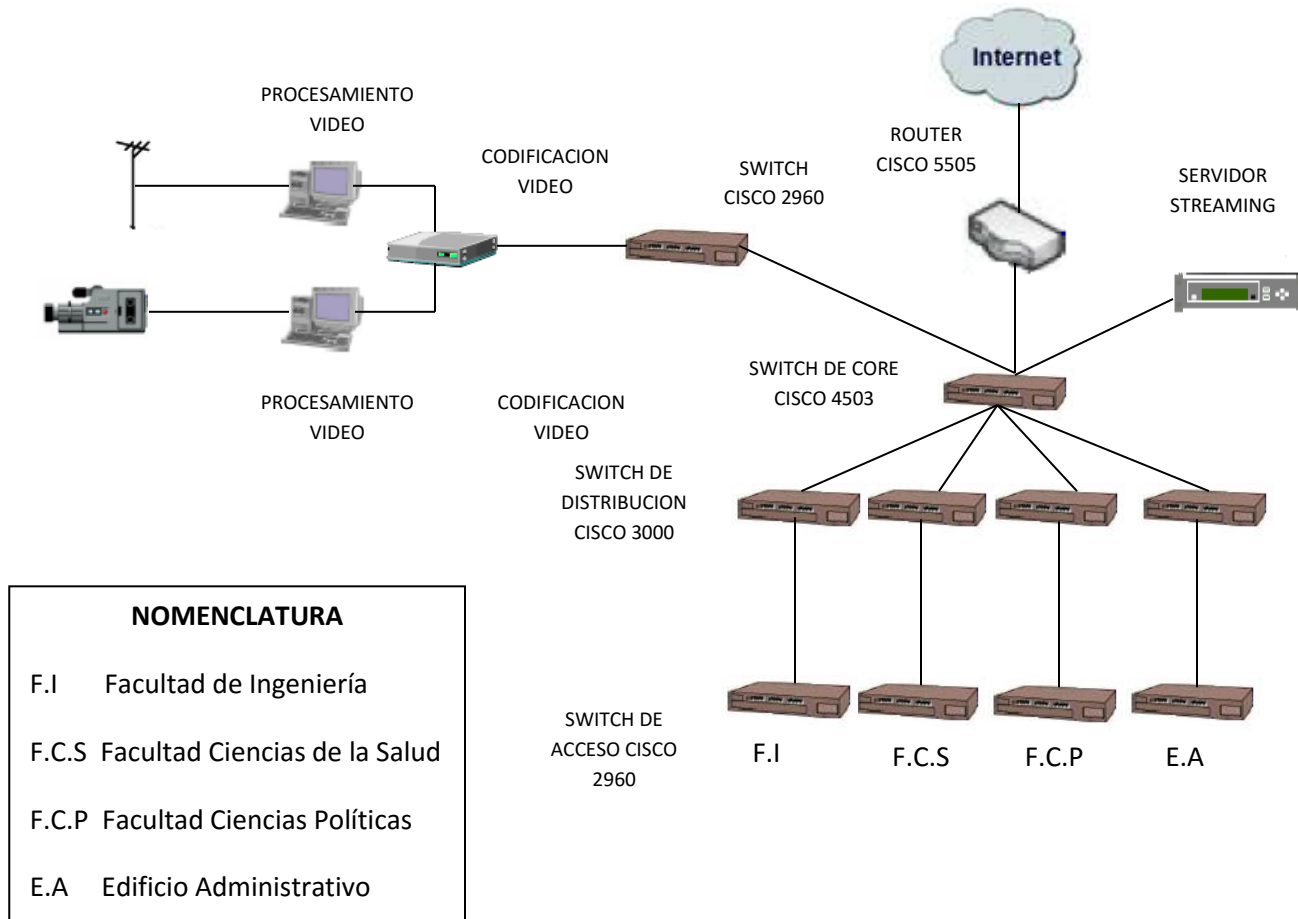 Internet
PROCESAMIENTO
VIDEO
CODIFICACION
VIDEO
SWITCH
CISCO 2960
ROUTER
CISCO 5505
SERVIDOR
STREAMING
PROCESAMIENTO
VIDEO
CODIFICACION
VIDEO
SWITCH DE CORE
CISCO 4503
SWITCH DE
DISTRIBUCION
CISCO 3000
SWITCH DE
ACCESO CISCO
2960
F.I
F.C.S
F.C.P
E.A
NOMENCLATURA
F.I Facultad de Ingeniería
F.C.S Facultad Ciencias de la Salud
F.C.P Facultad Ciencias Políticas
E.A Edificio Administrativo